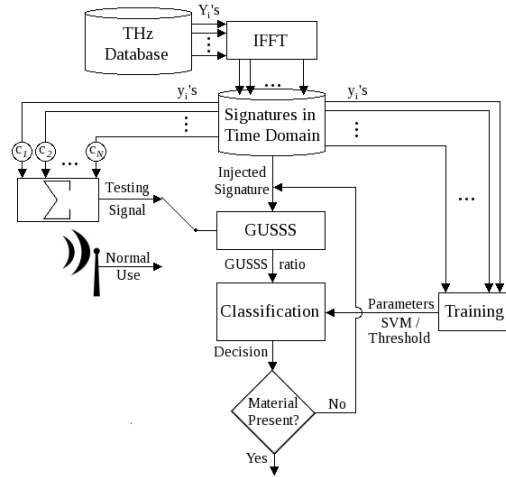 THz
Database
Yi's
IFFT
...
...
yi's
yi's
Signatures in
Time Domain
...
...
c1
c2
...
cN
Injected
Signature
...
Σ
Testing
Signal
GUSSS
Normal
Use
GUSSS ratio
Classification
Parameters
SVM /
Threshold
Training
Decision
Material
Present?
No
Yes